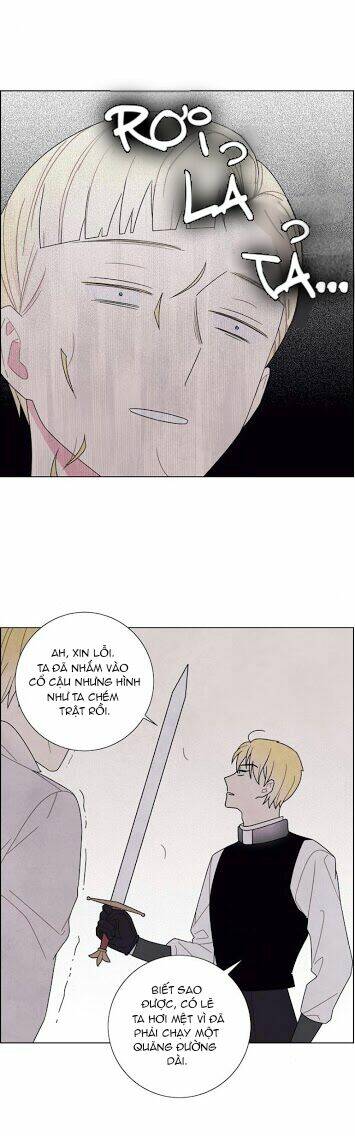 RƠI
LẢ
TẢ...
AH, XIN LỖI.
TA ĐÃ NHẮM VÀO
CỔ CẬU NHƯNG HÌNH
NHƯ TA CHÉM
TRẬT RỒI.
BIẾT SAO
ĐƯỢC, CÓ LẼ
TA HƠI MỆT VÌ ĐÃ
PHẢI CHẠY MỘT
QUÃNG ĐƯỜNG
DÀI.